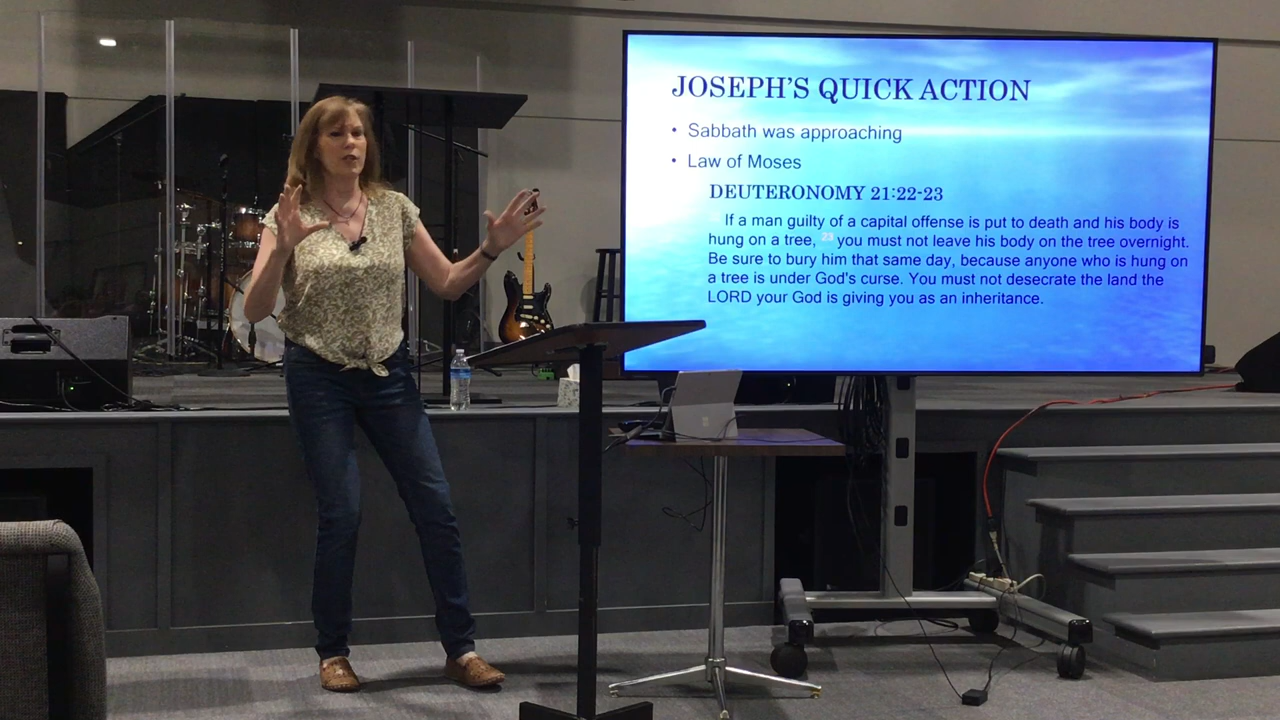 JOSEPH'S QUICK ACTION
• Sabbath was approaching
• Law of Moses
DEUTERONOMY 21:22-23
If a man guilty of a capital offense is put to death and his body is
hung on a tree, 23 you must not leave his body on the tree overnight.
Be sure to bury him that same day, because anyone who is hung on
a tree is under God's curse. You must not desecrate the land the
LORD your God is giving you as an inheritance.